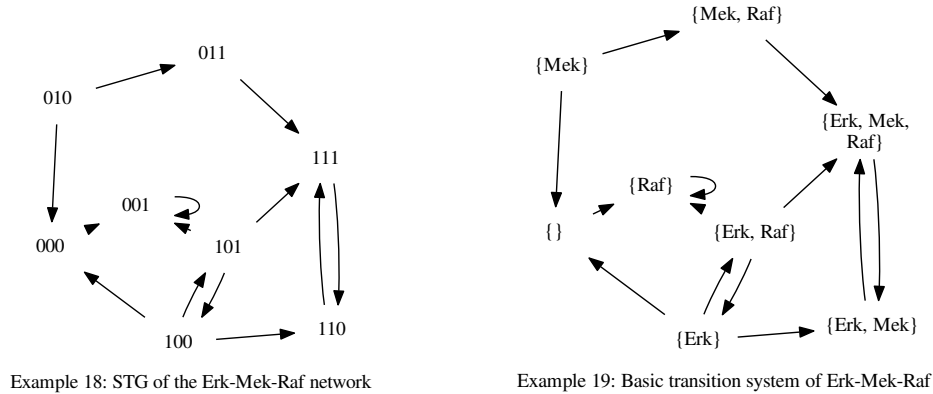 011
010
111
001
000
101
100
110
Example 18: STG of the Erk-Mek-Raf network
{Mek, Raf}
{Mek}
{Erk, Mek,
Raf}
{Raf}
{}
{Erk, Raf}
{Erk}
{Erk, Mek}
Example 19: Basic transition system of Erk-Mek-Raf